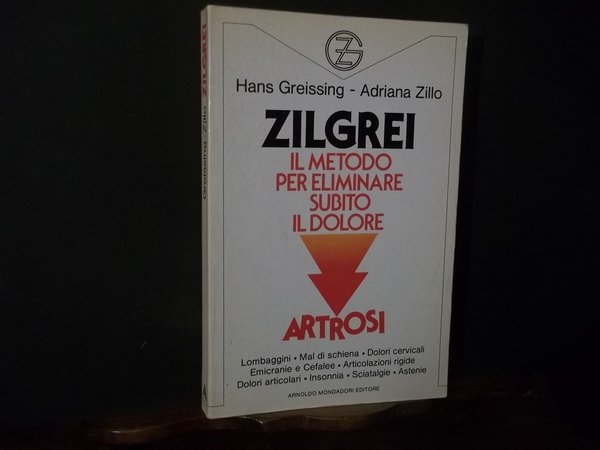 ZG
Hans Greissing - Adriana Zillo
ZILGREI
IL METODO
PER ELIMINARE
SUBITO
IL DOLORE
ARTROSI
Lombaggini • Mal di schiena • Dolori cervicali
Emicranie e Cefalee • Articolazioni rigide
Dolori articolari • Insonnia • Sciatalgie • Astenie
ARNOLDO MONDADORI EDITORE
Greissing - Zillo ZILGREI